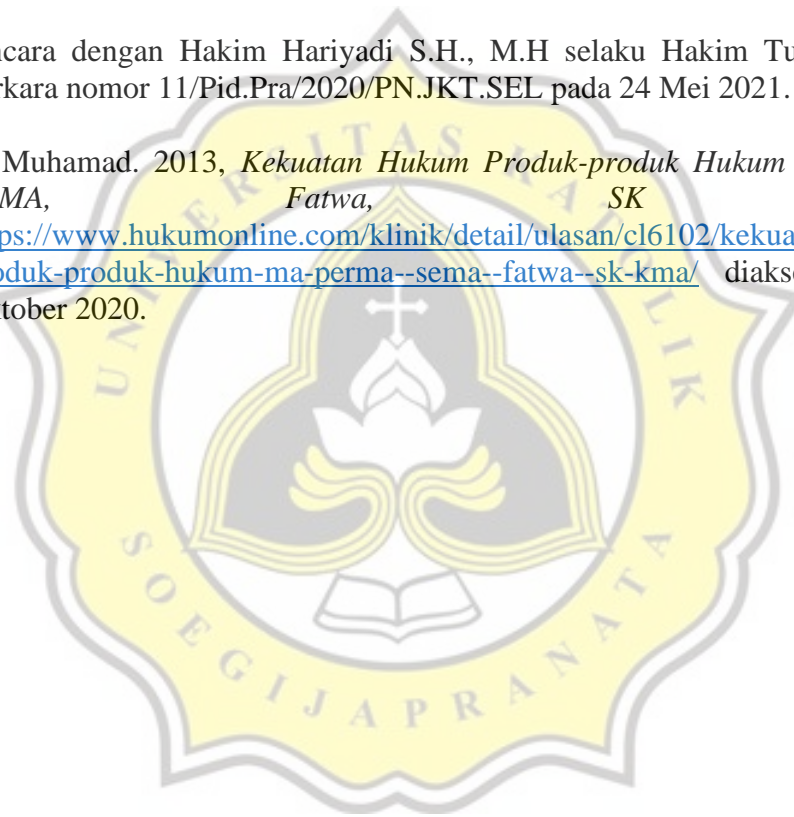 ncara dengan Hakim Hariyadi S.H., M.H selaku Hakim Tu
rkara nomor 11/Pid.Pra/2020/PN.JKT.SEL pada 24 Mei 2021.
Muhamad. 2013, Kekuatan Hukum Produk-produk Hukum
MA, Fatwa, SK
ps://www.hukumonline.com/klinik/detail/ulasan/cl6102/kekua
oduk-produk-hukum-ma-perma--sema--fatwa--sk-kma/ diakse
tober 2020.
UNIVERSITAS KATOLIK
SOEGIJAPRANATA